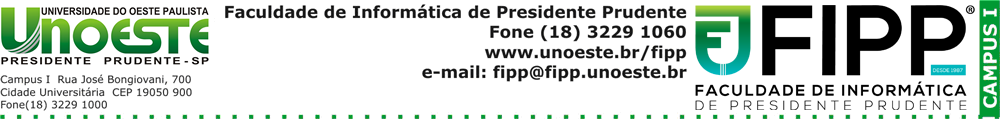 UNIVERSIDADE DO OESTE PAULISTA
UNOESTE
PRESIDENTE PRUDENTE-SP
Campus I Rua José Bongiovani, 700
Cidade Universitária CEP 19050 900
Fone(18) 3229 1000
Faculdade de Informática de Presidente Prudente
Fone (18) 3229 1060
www.unoeste.br/fipp
e-mail: fipp@fipp.unoeste.br
FIPP®
DESDE 1987
FACULDADE DE INFORMÁTICA
DE PRESIDENTE PRUDENTE
CAMPUS I